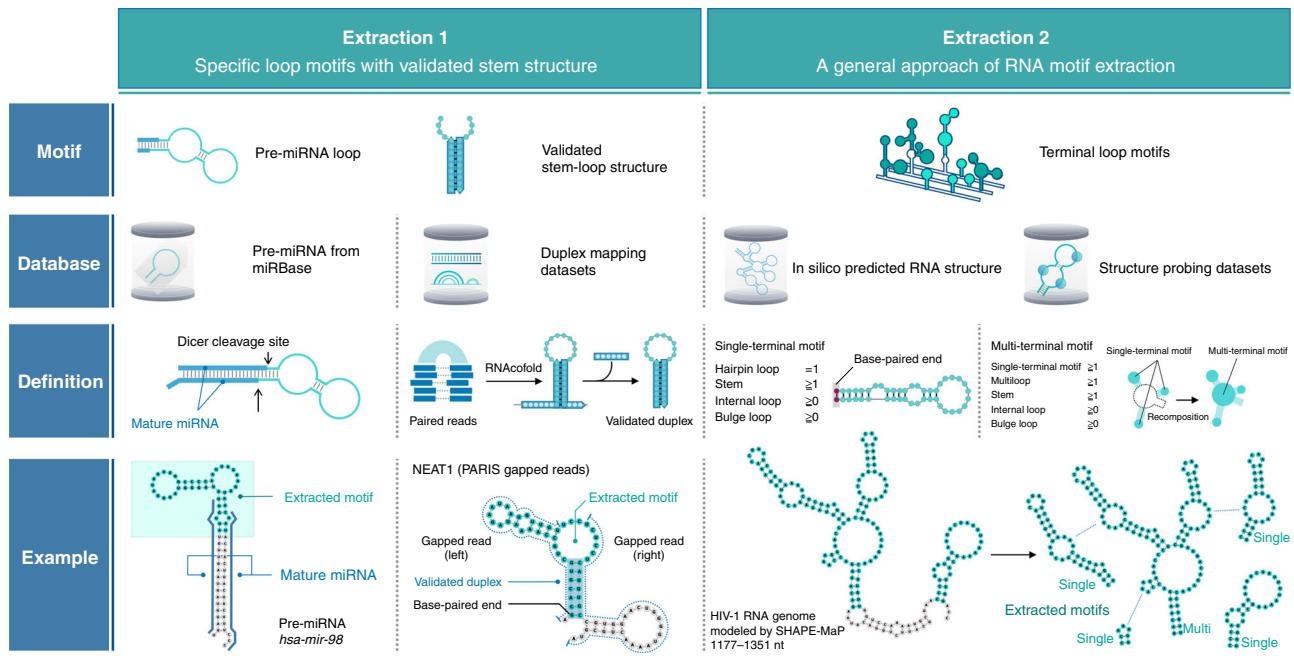 Extraction 1
Specific loop motifs with validated stem structure
Extraction 2
A general approach of RNA motif extraction
Motif
Pre-miRNA loop
Validated
stem-loop structure
Terminal loop motifs
Database
Pre-miRNA from
miRBase
Duplex mapping
datasets
In silico predicted RNA structure
Structure probing datasets
Definition
Dicer cleavage site
Mature miRNA
RNAcofold
Paired reads
Validated duplex
Single-terminal motif
Hairpin loop =1
Stem ≧1
Internal loop ≧0
Bulge loop ≧0
Base-paired end
Multi-terminal motif
Single-terminal motif ≧1
Multiloop ≧1
Stem ≧1
Internal loop ≧0
Bulge loop ≧0
Single-terminal motif
Multi-terminal motif
Recomposition
Example
Extracted motif
Mature miRNA
Pre-miRNA
hsa-mir-98
NEAT1 (PARIS gapped reads)
Extracted motif
Gapped read
(left)
Gapped read
(right)
Validated duplex
Base-paired end
HIV-1 RNA genome
modeled by SHAPE-MaP
1177–1351 nt
Single
Single
Extracted motifs
Single
Multi
Single